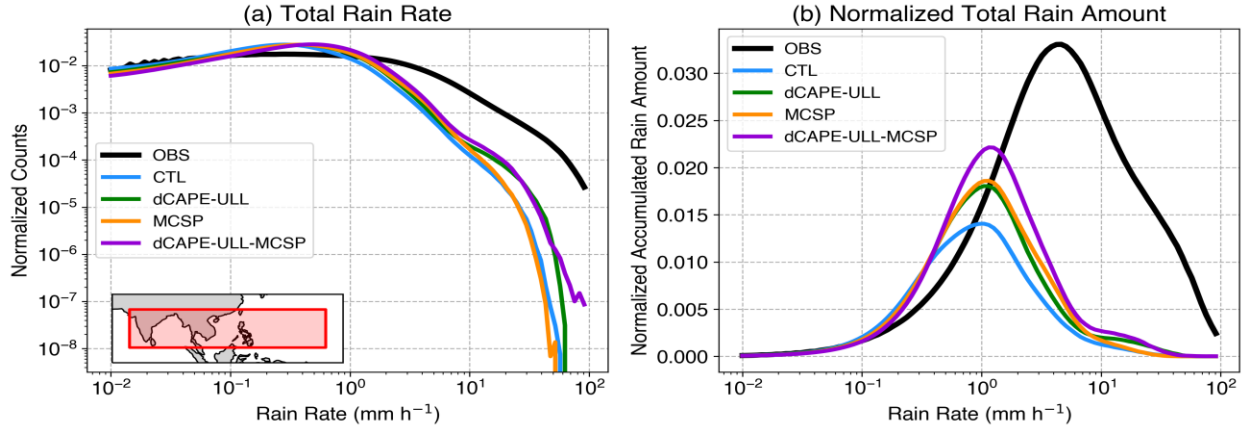 (a) Total Rain Rate
Normalized Counts
10⁻²
10⁻³
10⁻⁴
10⁻⁵
10⁻⁶
10⁻⁷
10⁻⁸
OBS
CTL
dCAPE-ULL
MCSP
dCAPE-ULL-MCSP
10⁻² 10⁻¹ 10⁰ 10¹ 10²
Rain Rate (mm h⁻¹)
(b) Normalized Total Rain Amount
Normalized Accumulated Rain Amount
0.030
0.025
0.020
0.015
0.010
0.005
0.000
OBS
CTL
dCAPE-ULL
MCSP
dCAPE-ULL-MCSP
10⁻² 10⁻¹ 10⁰ 10¹ 10²
Rain Rate (mm h⁻¹)